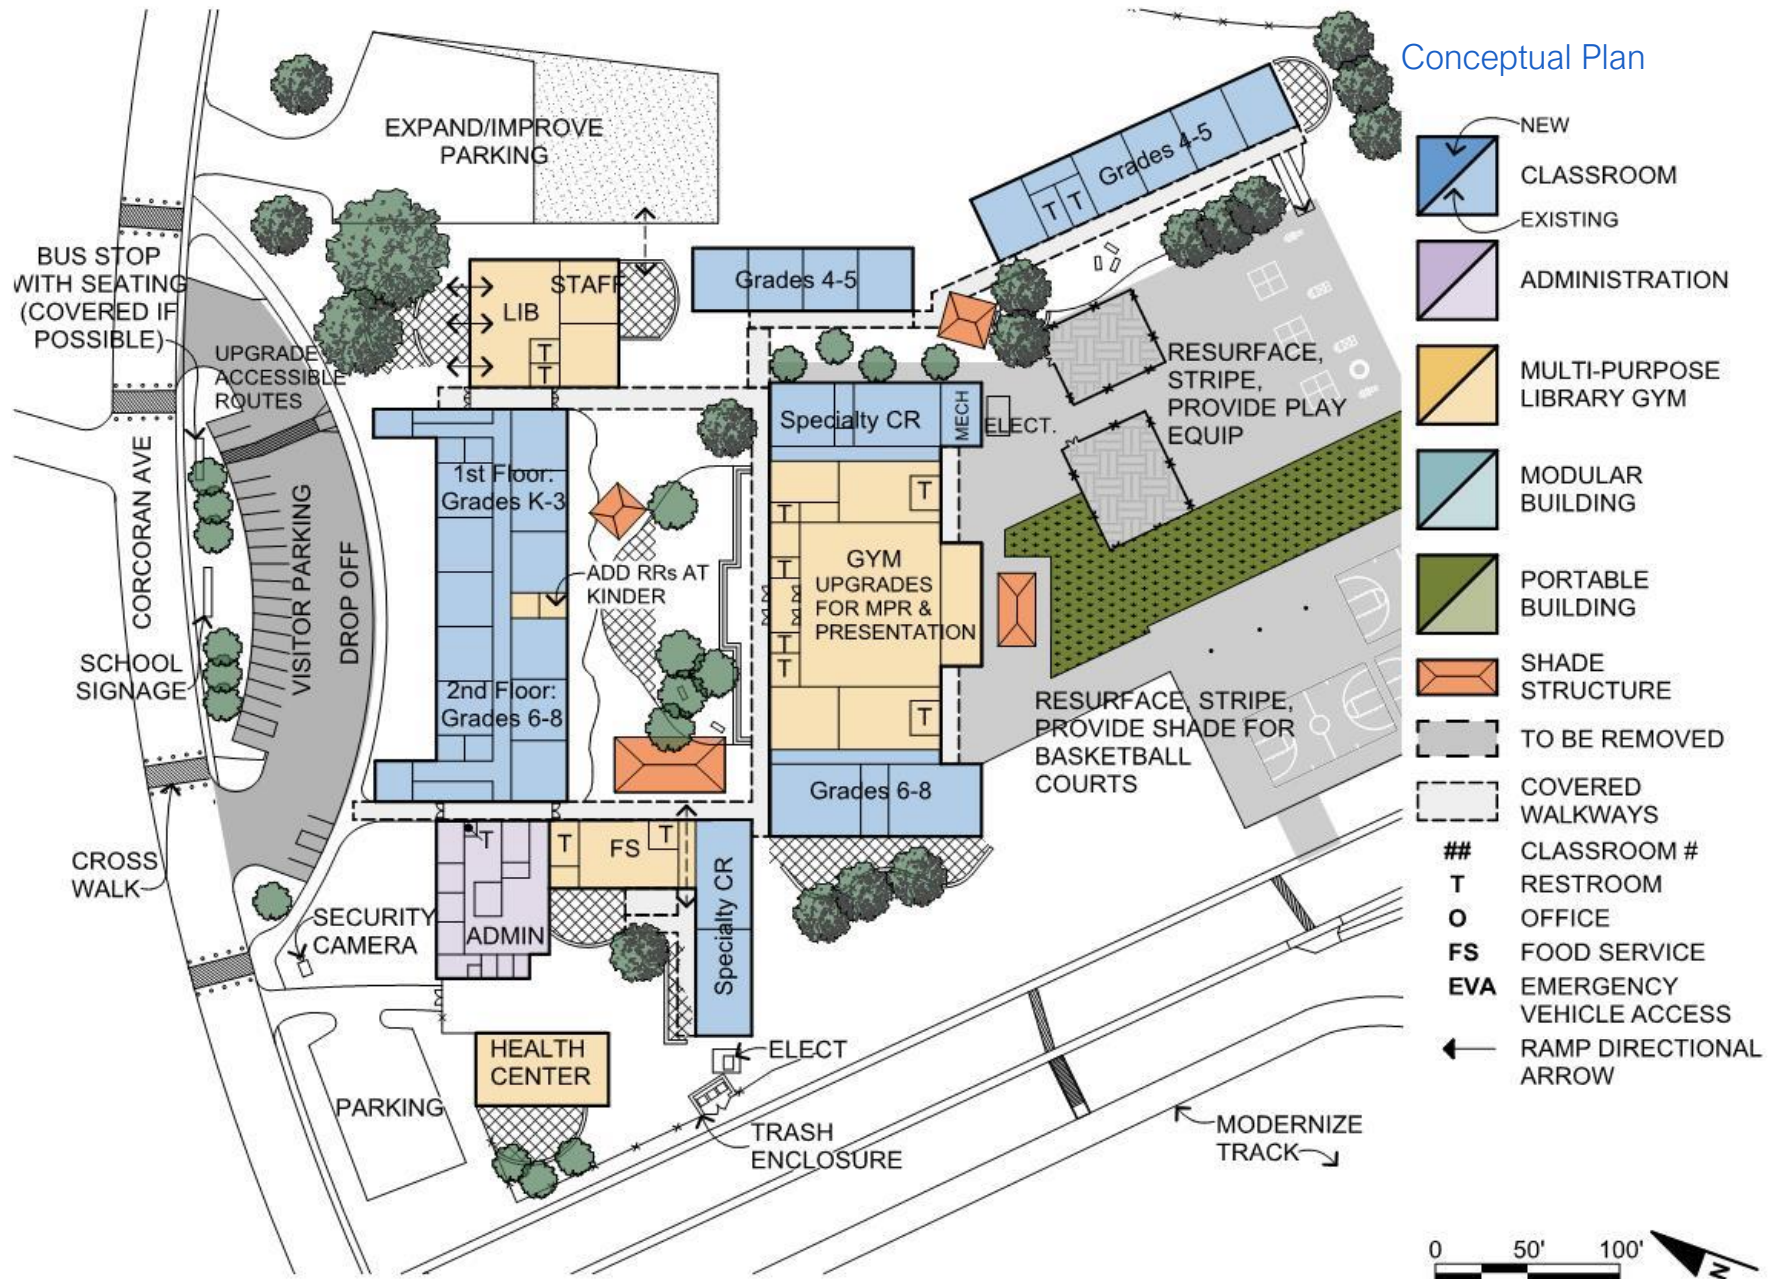 Conceptual Plan
EXPAND/IMPROVE
PARKING
BUS STOP
WITH SEATING
(COVERED IF
POSSIBLE)
UPGRADE
ACCESSIBLE
ROUTES
CORCORAN AVE
VISITOR PARKING
DROP OFF
SCHOOL
SIGNAGE
CROSS
WALK
SECURITY
CAMERA
PARKING
LIB
STAFF
T
T
Grades 4-5
Grades 4-5
T
T
1st Floor:
Grades K-3
ADD RRs AT
KINDER
2nd Floor:
Grades 6-8
Specialty CR
MECH
ELECT.
T
T
T
T
T
T
GYM
UPGRADES
FOR MPR &
PRESENTATION
Grades 6-8
RESURFACE,
STRIPE,
PROVIDE PLAY
EQUIP
RESURFACE, STRIPE,
PROVIDE SHADE FOR
BASKETBALL
COURTS
T
ADMIN
T
FS
T
Specialty CR
HEALTH
CENTER
ELECT
TRASH
ENCLOSURE
MODERNIZE
TRACK
NEW
CLASSROOM
EXISTING
ADMINISTRATION
MULTI-PURPOSE
LIBRARY GYM
MODULAR
BUILDING
PORTABLE
BUILDING
SHADE
STRUCTURE
TO BE REMOVED
COVERED
WALKWAYS
## CLASSROOM #
T RESTROOM
O OFFICE
FS FOOD SERVICE
EVA EMERGENCY
VEHICLE ACCESS
RAMP DIRECTIONAL
ARROW
0 50' 100'
N